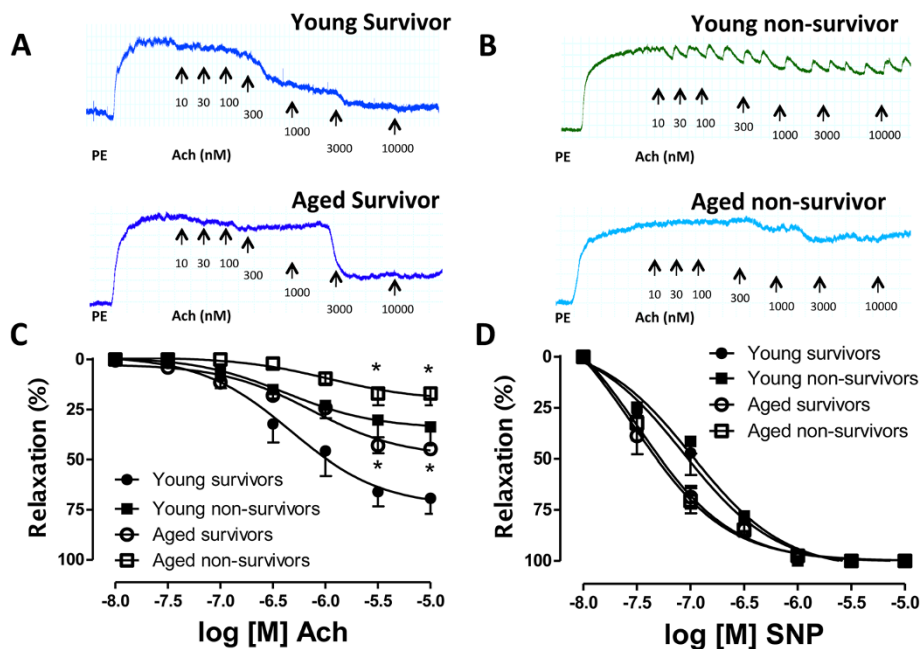 A
Young Survivor
10 30 100 300 1000 3000 10000
PE Ach (nM)
Aged Survivor
10 30 100 300 1000 3000 10000
PE Ach (nM)
B
Young non-survivor
10 30 100 300 1000 3000 10000
PE Ach (nM)
Aged non-survivor
10 30 100 300 1000 3000 10000
PE Ach (nM)
C
Relaxation (%)
0
25
50
75
100
* *
* *
Young survivors
Young non-survivors
Aged survivors
Aged non-survivors
-8.0 -7.5 -7.0 -6.5 -6.0 -5.5 -5.0
log [M] Ach
D
Relaxation (%)
0
25
50
75
100
Young survivors
Young non-survivors
Aged survivors
Aged non-survivors
-8.0 -7.5 -7.0 -6.5 -6.0 -5.5 -5.0
log [M] SNP